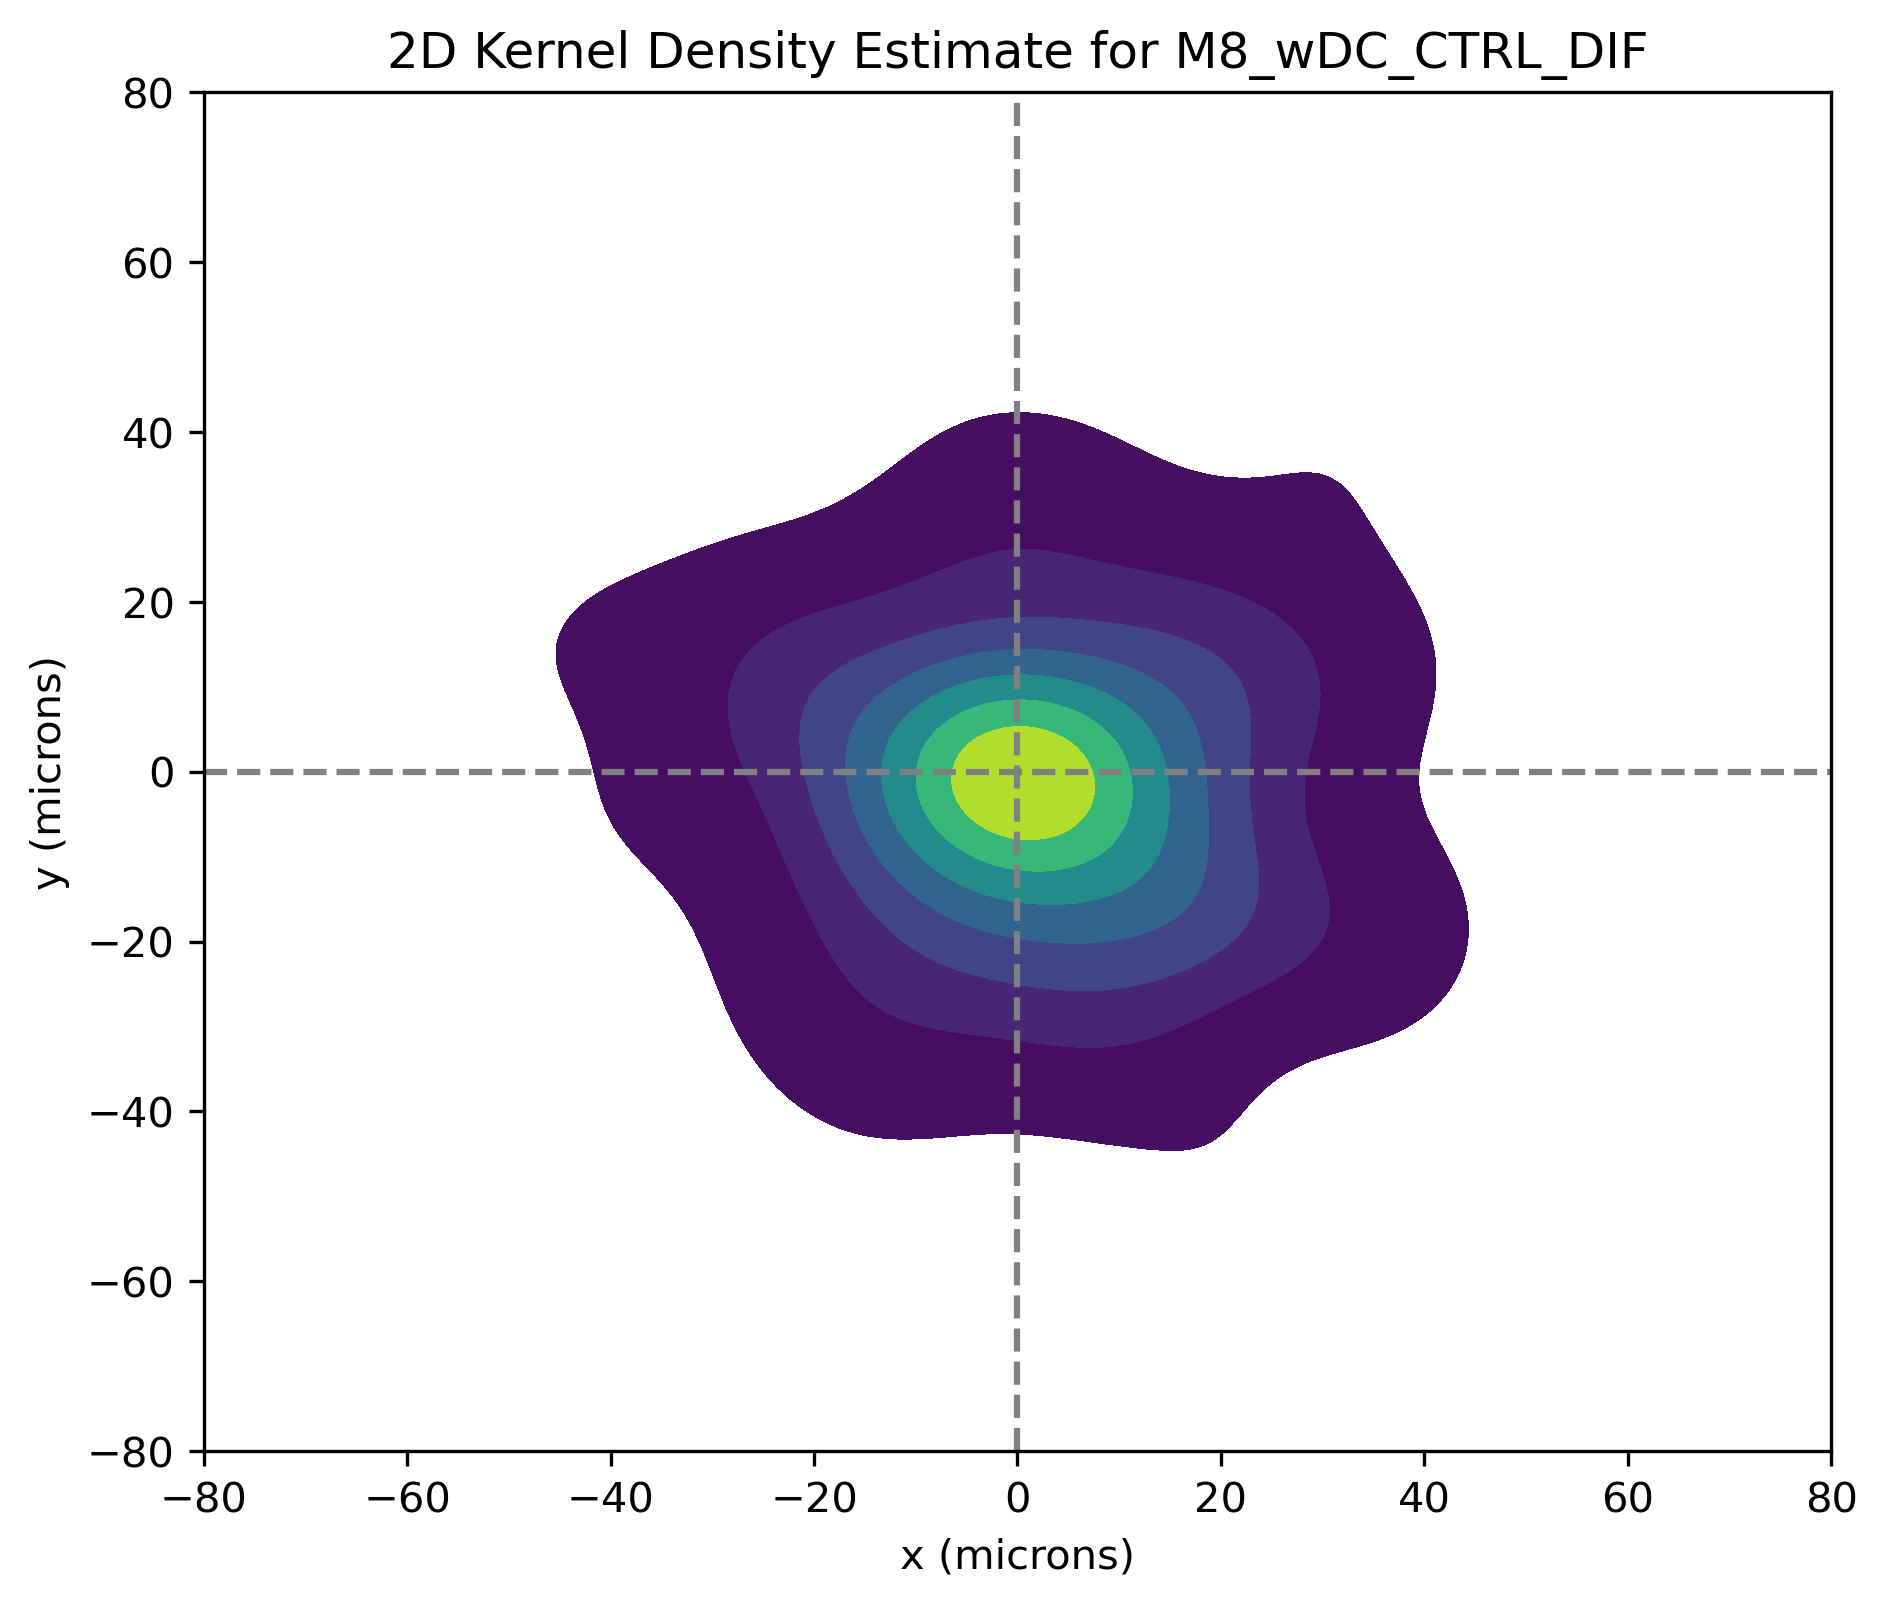 2D Kernel Density Estimate for M8_wDC_CTRL_DIF
80
60
40
20
0
−20
−40
−60
−80
y (microns)
−80 −60 −40 −20 0 20 40 60 80
x (microns)